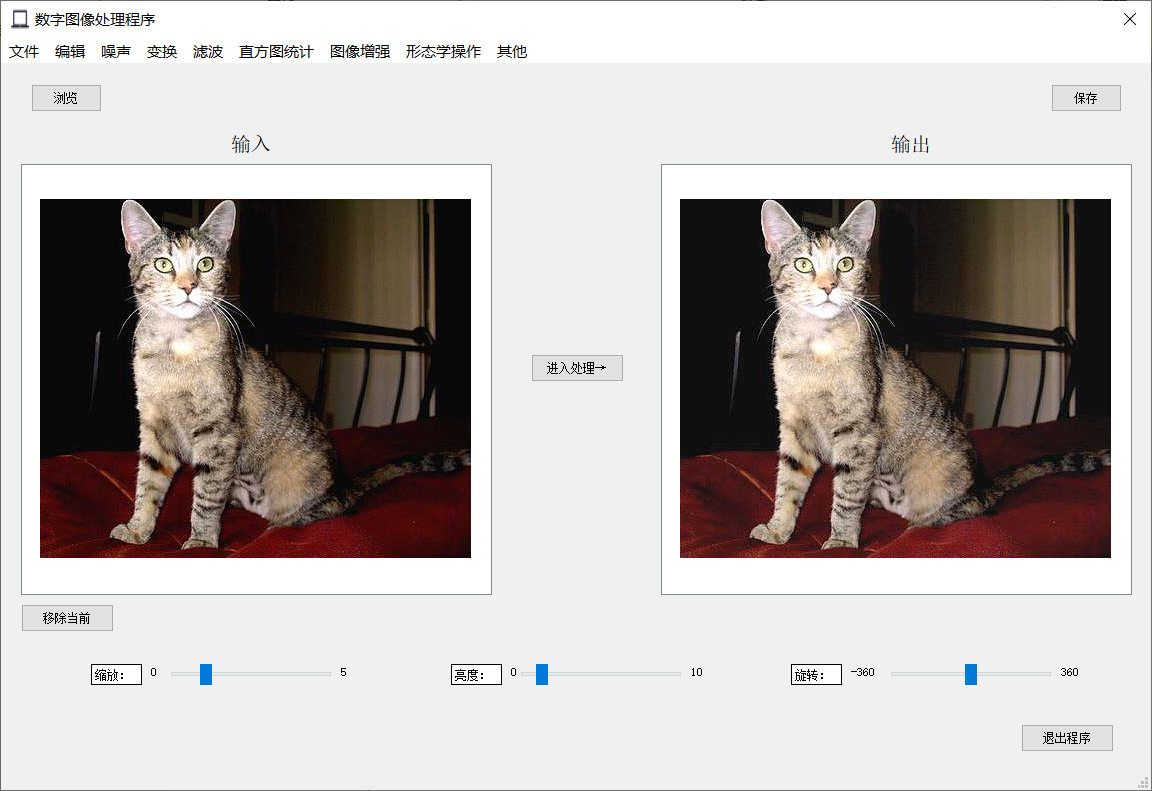 数字图像处理程序
文件 编辑 噪声 变换 滤波 直方图统计 图像增强 形态学操作 其他
浏览 保存
输入 输出
进入处理→
移除当前
缩放： 0 5 亮度： 0 10 旋转： -360 360
退出程序